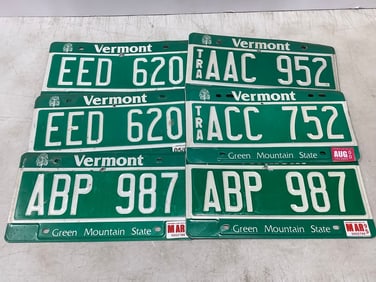 Vermont
EED 620
Vermont
TRA AAC 952
Vermont
EED 620
Vermont
TRA ACC 752
Green Mountain State
AUG
Vermont
ABP 987
Green Mountain State
MAR
ABP 987
Green Mountain State
MAR